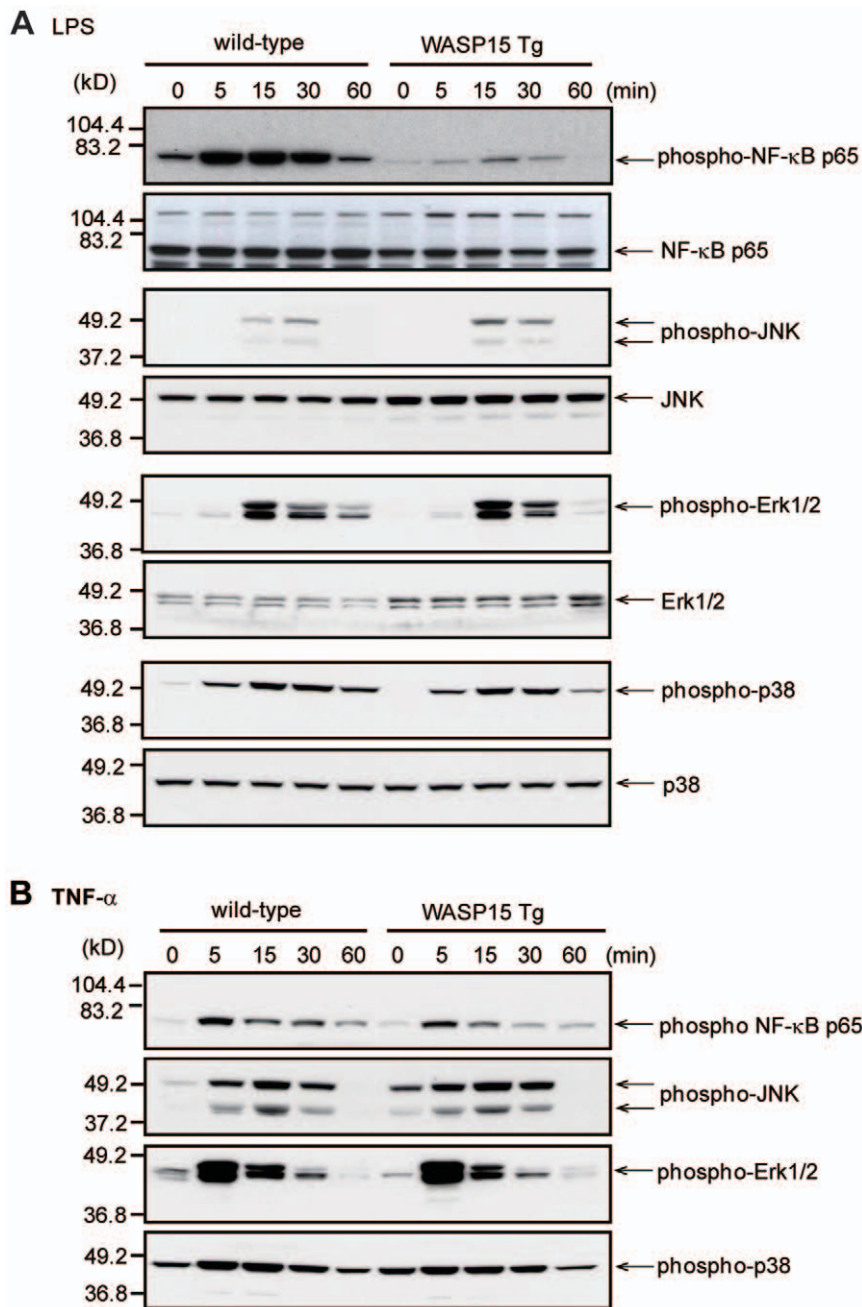 A LPS
wild-type WASP15 Tg
(kD) 0 5 15 30 60 0 5 15 30 60 (min)
104.4
83.2
phospho-NF-κB p65
104.4
83.2
NF-κB p65
49.2
phospho-JNK
37.2
49.2 JNK
36.8
49.2 phospho-Erk1/2
36.8
49.2 Erk1/2
36.8
49.2 phospho-p38
36.8
49.2
p38
36.8
B TNF-α
wild-type WASP15 Tg
(kD) 0 5 15 30 60 0 5 15 30 60 (min)
104.4
83.2
phospho NF-κB p65
49.2 phospho-JNK
37.2
49.2
phospho-Erk1/2
36.8
49.2 phospho-p38
36.8